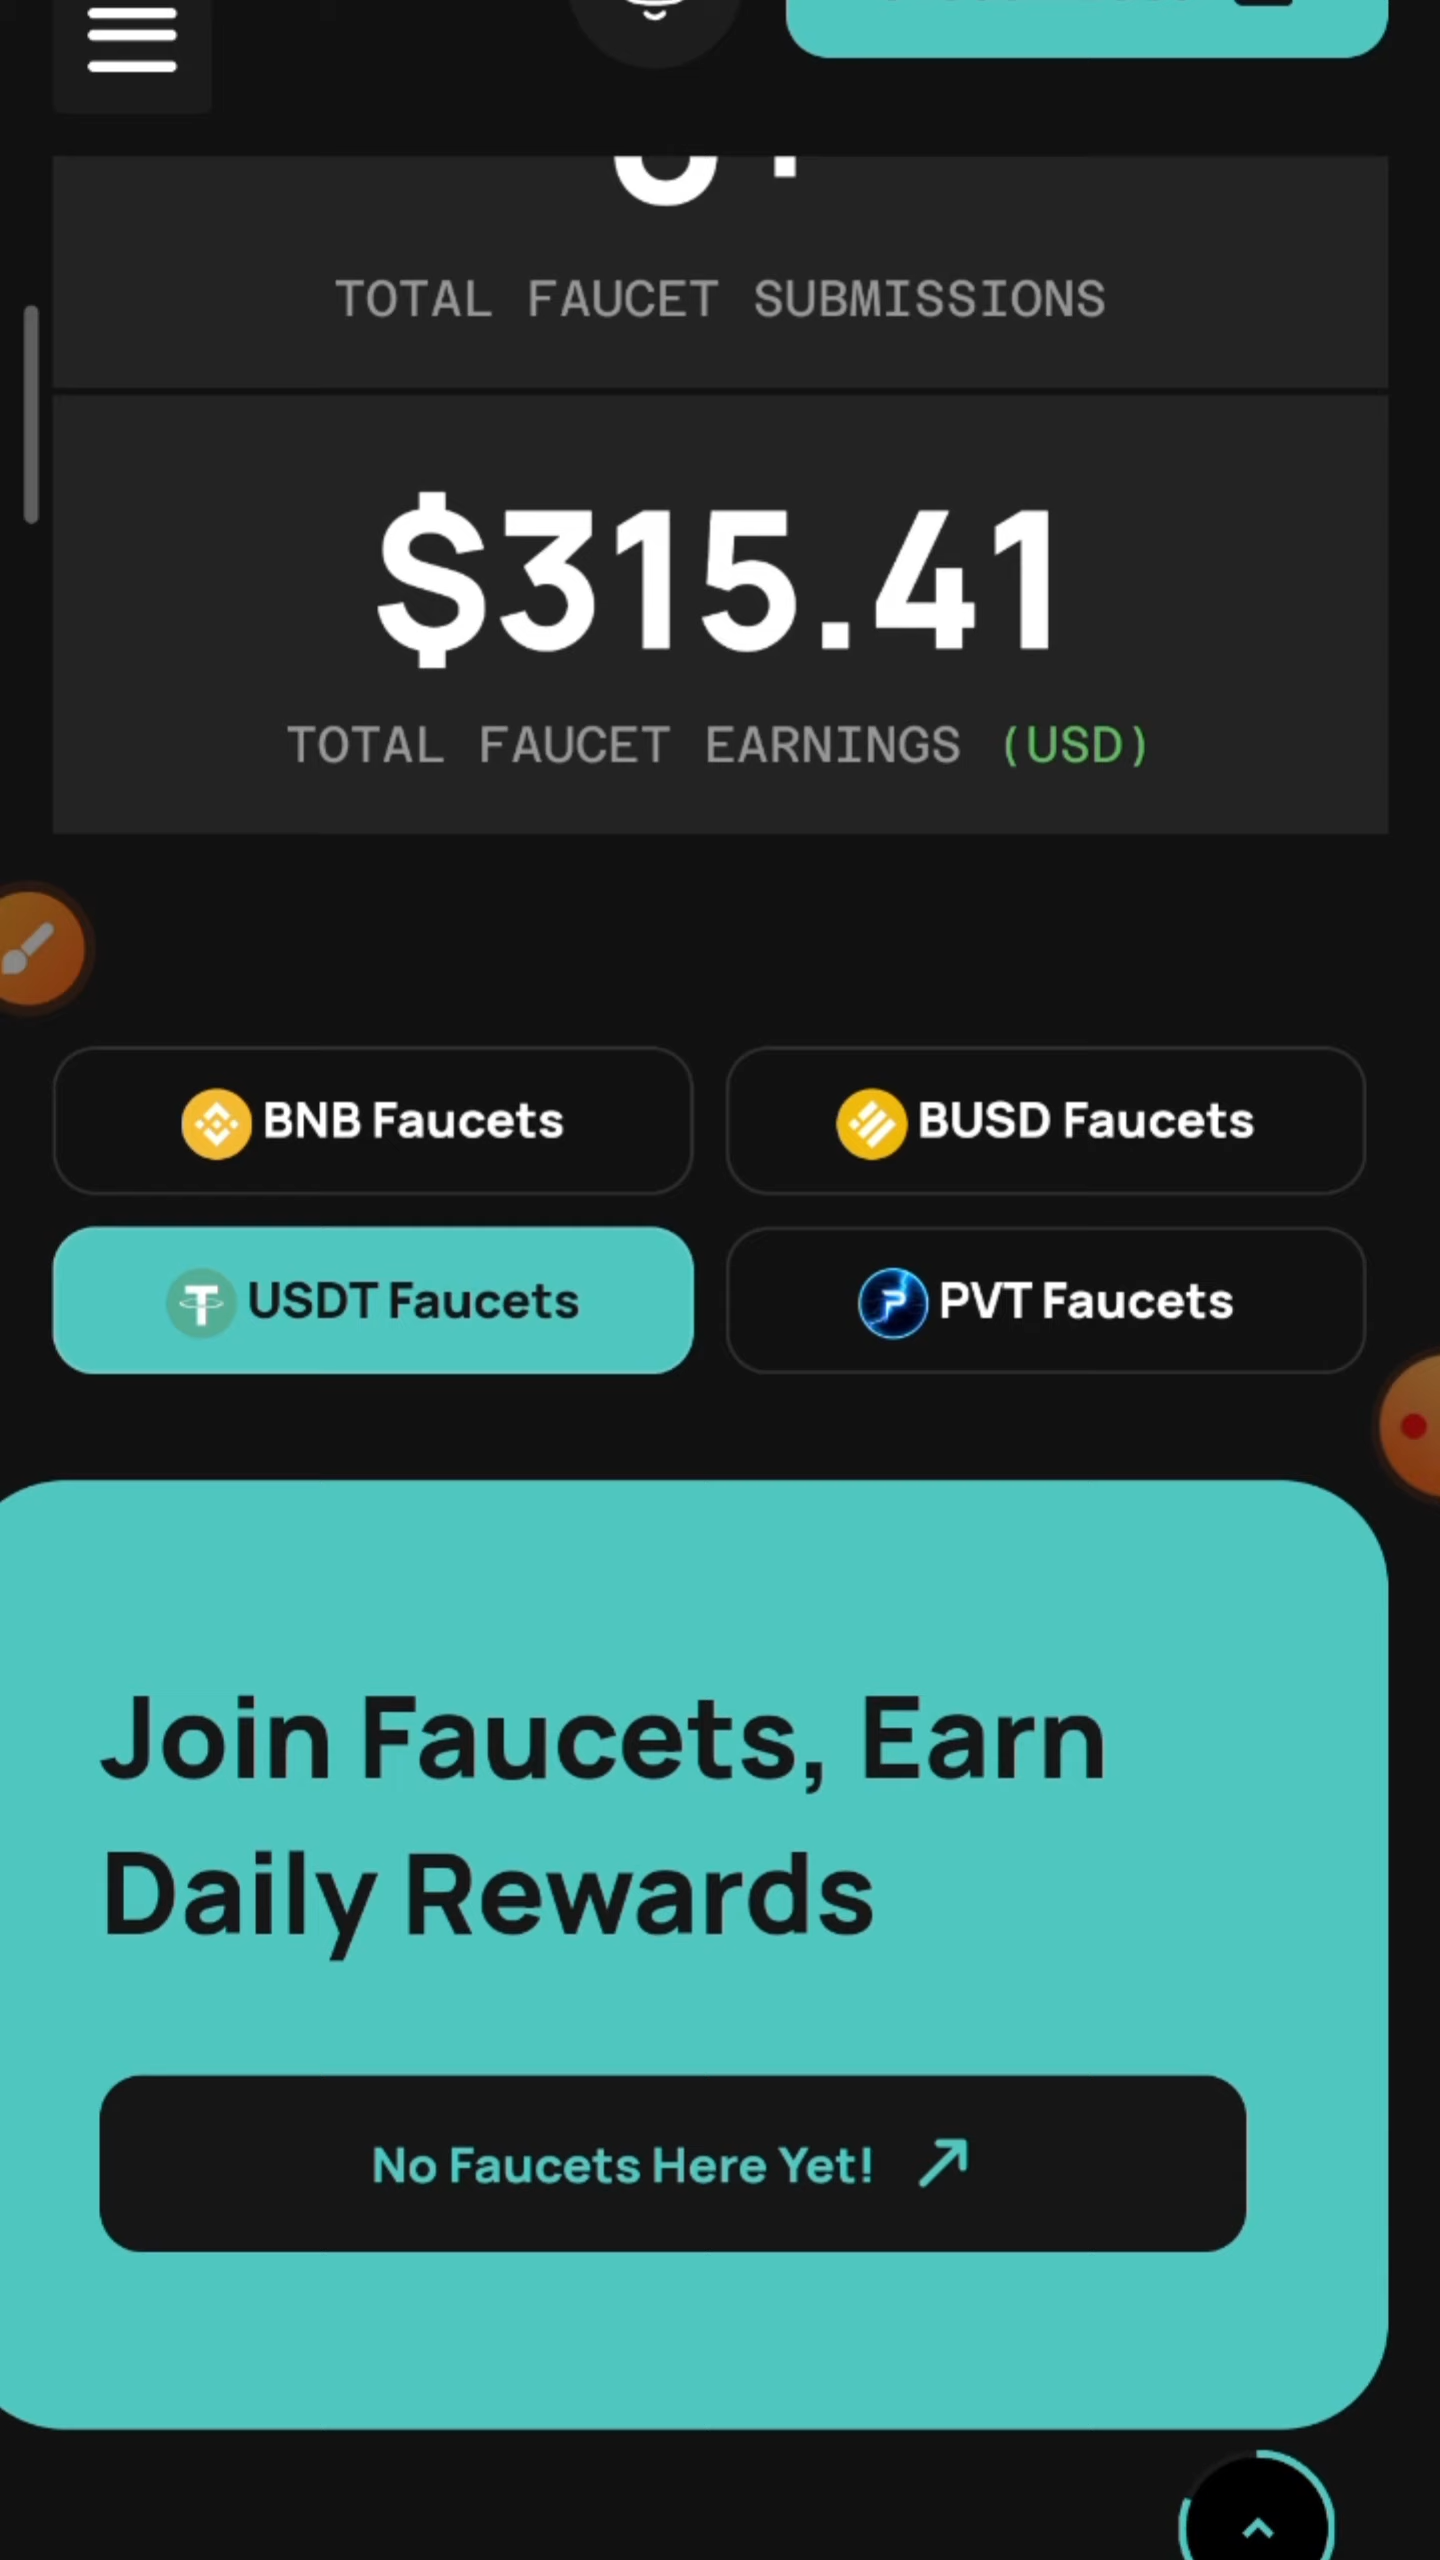 TOTAL FAUCET SUBMISSIONS
$315.41
TOTAL FAUCET EARNINGS (USD)
BNB Faucets
BUSD Faucets
USDT Faucets
PVT Faucets
Join Faucets, Earn
Daily Rewards
No Faucets Here Yet!